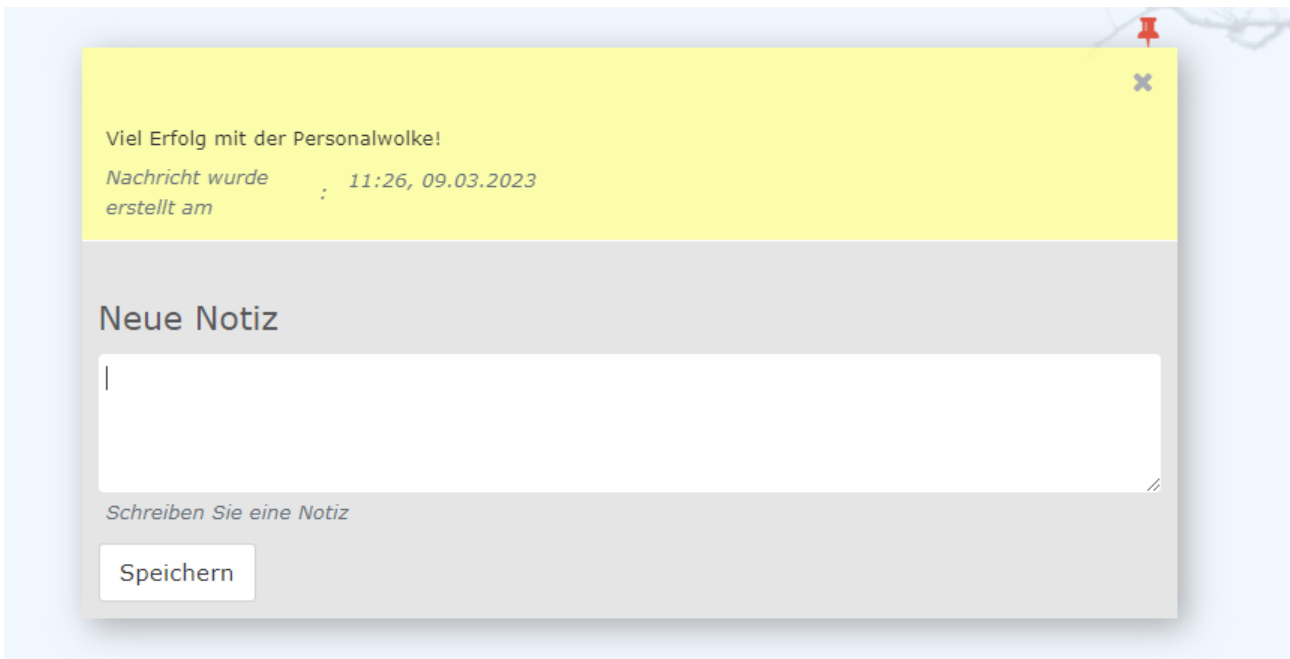 Viel Erfolg mit der Personalwolke!
Nachricht wurde : 11:26, 09.03.2023
erstellt am
Neue Notiz
Schreiben Sie eine Notiz
Speichern